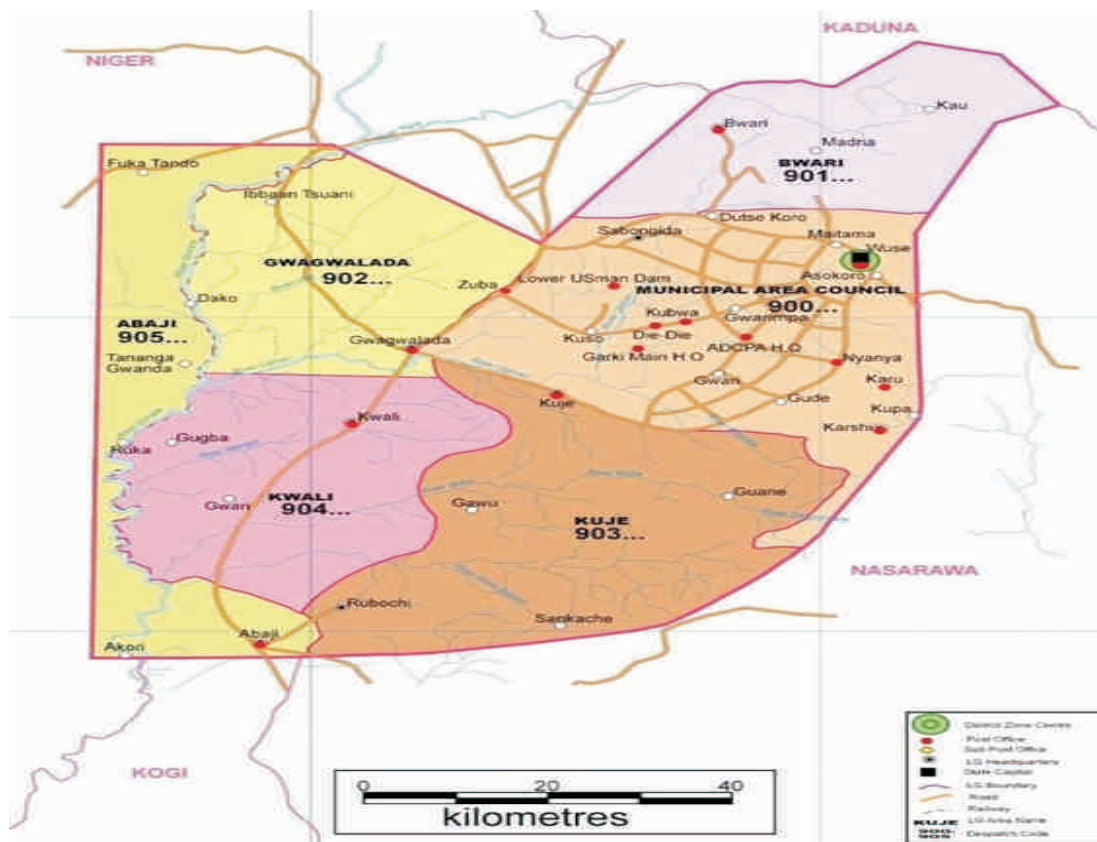 KADUNA
NIGER
Kau
Bwari
Madna
BWARI
901...
Fuka Tando
Ibbaan Tsuani
Dutse Koro
Sabongida
Maitama
Wuse
GWAGWALADA
902...
Asokoro
Zuba
Lower USman Dam
MUNICIPAL AREA COUNCIL
900...
Dako
ABAJI
905...
Kubwa
Gwarimpa
Kuso
Die-Die
Gwagwalada
Garki Main H.O
ADCPA H.O
Nyanya
Tananga
Gwanda
Gwari
Karu
Kuje
Gude
Kupa
Kwali
Karshi
Ruka
Gugba
Gwari
KWALI
904...
Gawu
Guane
KUJE
903...
NASARAWA
Rubochi
Sankache
Abaji
Akori
KOGI
0 20 40
kilometres
District Zone Centre
Post Office
Sub Post Office
LG Headquarters
State Capital
LG Boundary
Road
Railway
KUJE LG Area Name
900-
905 Despatch Code